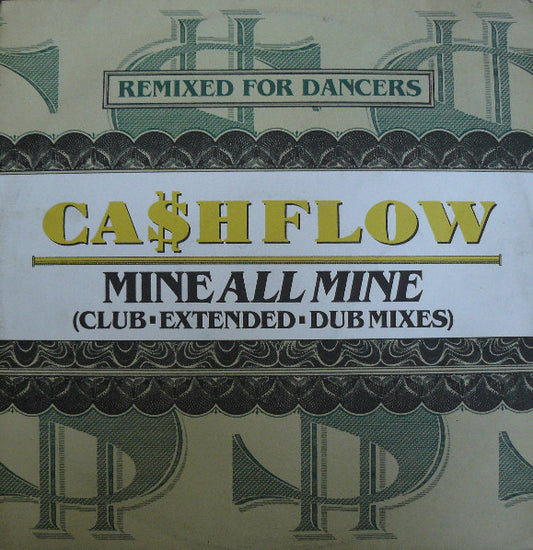 REMIXED FOR DANCERS
CA$HFLOW
MINE ALL MINE
(CLUB▪EXTENDED▪DUB MIXES)